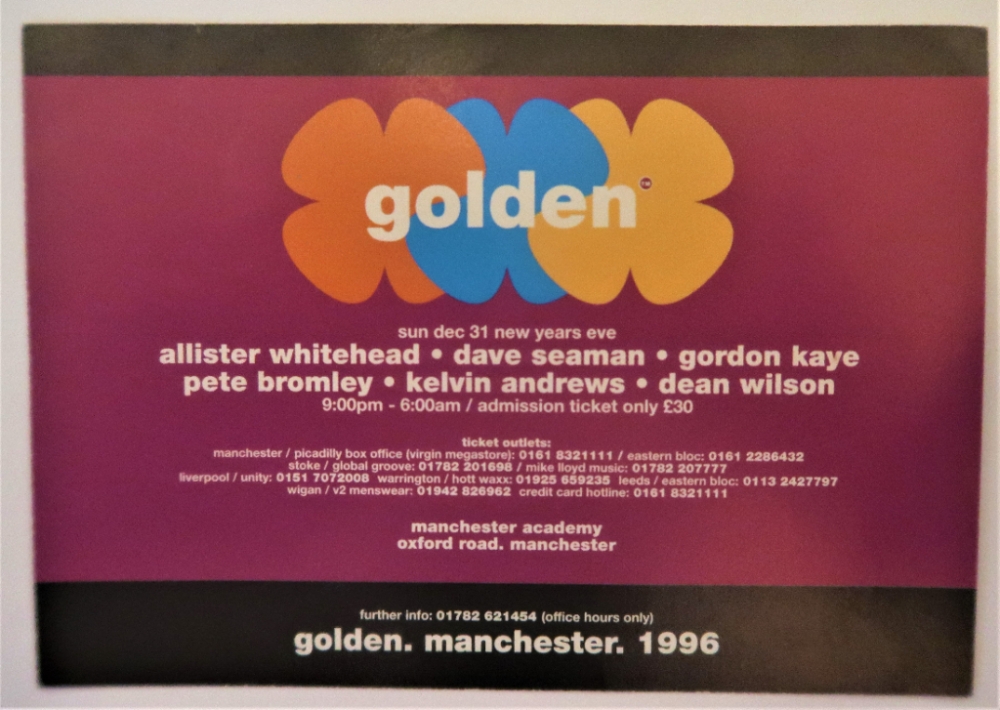 golden™
sun dec 31 new years eve
allister whitehead • dave seaman • gordon kaye
pete bromley • kelvin andrews • dean wilson
9:00pm - 6:00am / admission ticket only £30
ticket outlets:
manchester / picadilly box office (virgin megastore): 0161 8321111 / eastern bloc: 0161 2286432
stoke / global groove: 01782 201698 / mike lloyd music: 01782 207777
liverpool / unity: 0151 7072008 warrington / hott waxx: 01925 659235 leeds / eastern bloc: 0113 2427797
wigan / v2 menswear: 01942 826962 credit card hotline: 0161 8321111
manchester academy
oxford road. manchester
further info: 01782 621454 (office hours only)
golden. manchester. 1996